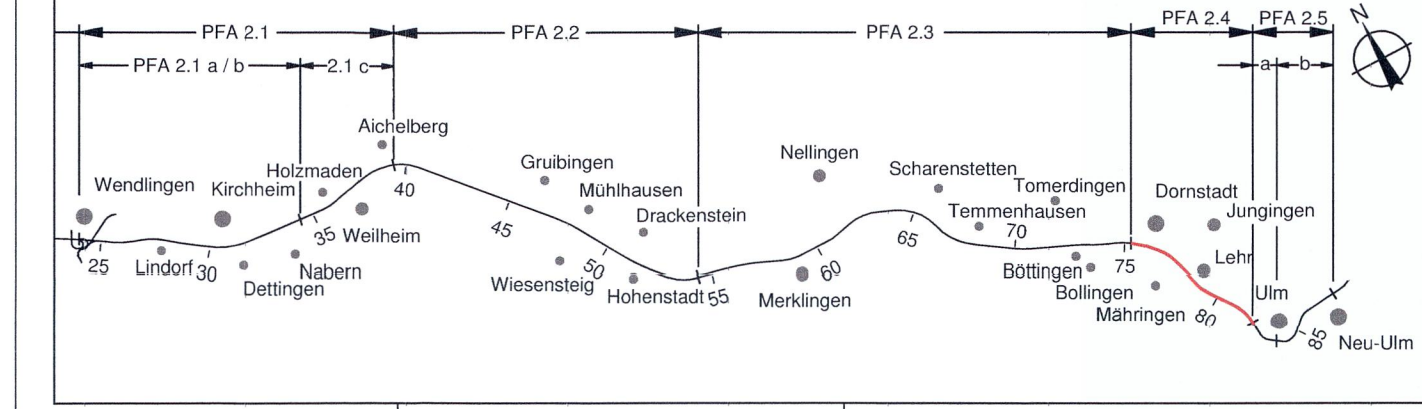 PFA 2.1
PFA 2.2
PFA 2.3
PFA 2.4
PFA 2.5
N
PFA 2.1 a / b
2.1 c
a
b
Aichelberg
Wendlingen
Kirchheim
Holzmaden
Gruibingen
Mühlhausen
Drackenstein
Nellingen
Scharenstetten
Tomerdingen
Temmenhausen
Dornstadt
Jungingen
25
Lindorf
30
Dettingen
Nabern
35
Weilheim
40
45
Wiesensteig
50
Hohenstadt
55
Merklingen
60
65
70
Böttingen
Bollingen
75
Mähringen
Lehr
80
Ulm
85
Neu-Ulm